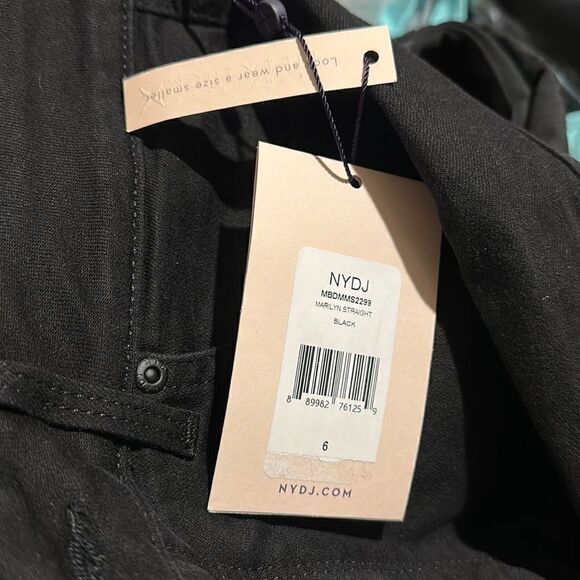 Look and wear a size smaller
NYDJ
MBDMMS2299
MARILYN STRAIGHT
BLACK
8 89982 76125 9
6
NYDJ.COM